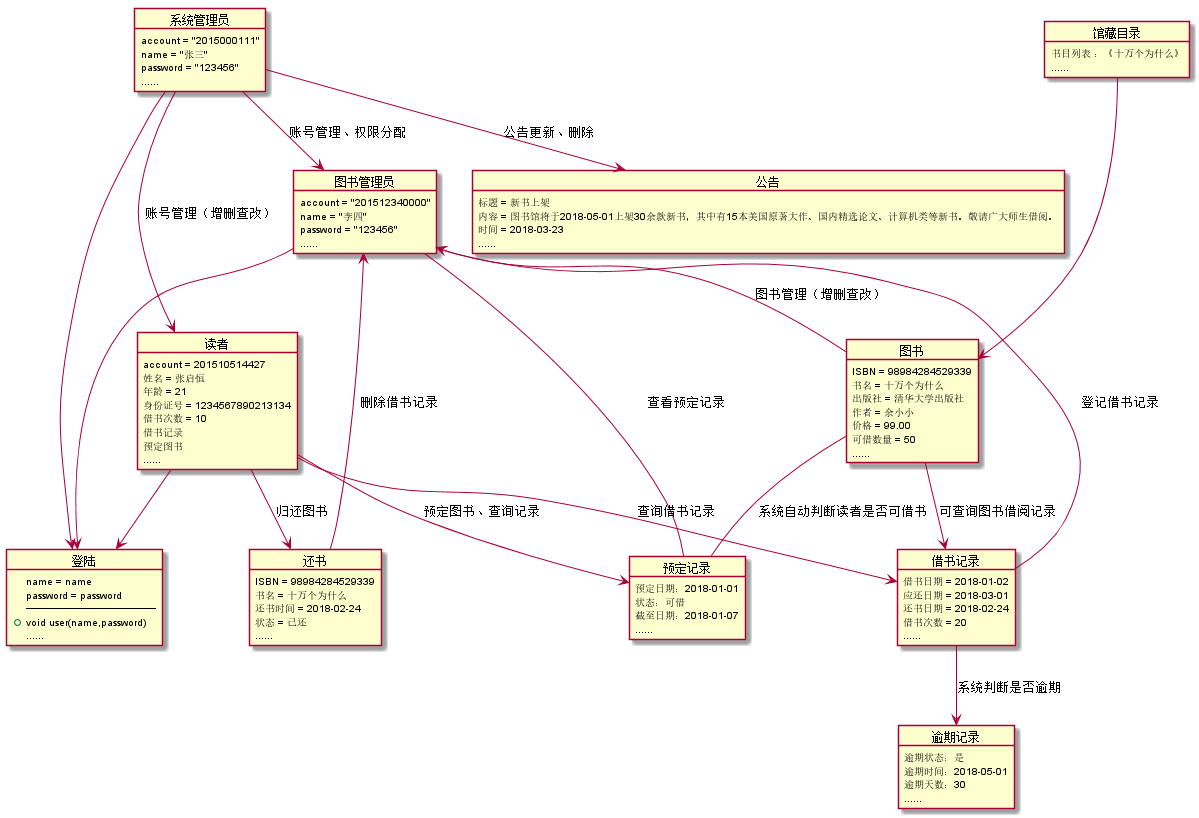 系统管理员
account = "2015000111"
name = "张三"
password = "123456"
......
馆藏目录
书目列表：《十万个为什么》
......
账号管理、权限分配
公告更新、删除
图书管理员
account = "201512340000"
name = "李四"
password = "123456"
......
公告
标题 = 新书上架
内容 = 图书馆将于2018-05-01上架30余款新书，其中有15本美国原著大作、国内精选论文、计算机类等新书。敬请广大师生借阅。
时间 = 2018-03-23
......
账号管理（增删查改）
图书管理（增删查改）
读者
account = 201510514427
姓名 = 张启恒
年龄 = 21
身份证号 = 1234567890213134
借书次数 = 10
借书记录
预定图书
......
图书
ISBN = 98984284529339
书名 = 十万个为什么
出版社 = 清华大学出版社
作者 = 余小小
价格 = 99.00
可借数量 = 50
......
删除借书记录
查看预定记录
登记借书记录
归还图书
预定图书、查询记录
查询借书记录
系统自动判断读者是否可借书
可查询图书借阅记录
登陆
name = name
password = password
void user(name,password)
......
还书
ISBN = 98984284529339
书名 = 十万个为什么
还书时间 = 2018-02-24
状态 = 已还
......
预定记录
预定日期：2018-01-01
状态：可借
截至日期：2018-01-07
......
借书记录
借书日期 = 2018-01-02
应还日期 = 2018-03-01
还书日期 = 2018-02-24
借书次数 = 20
......
系统判断是否逾期
逾期记录
逾期状态：是
逾期时间：2018-05-01
逾期天数：30
......